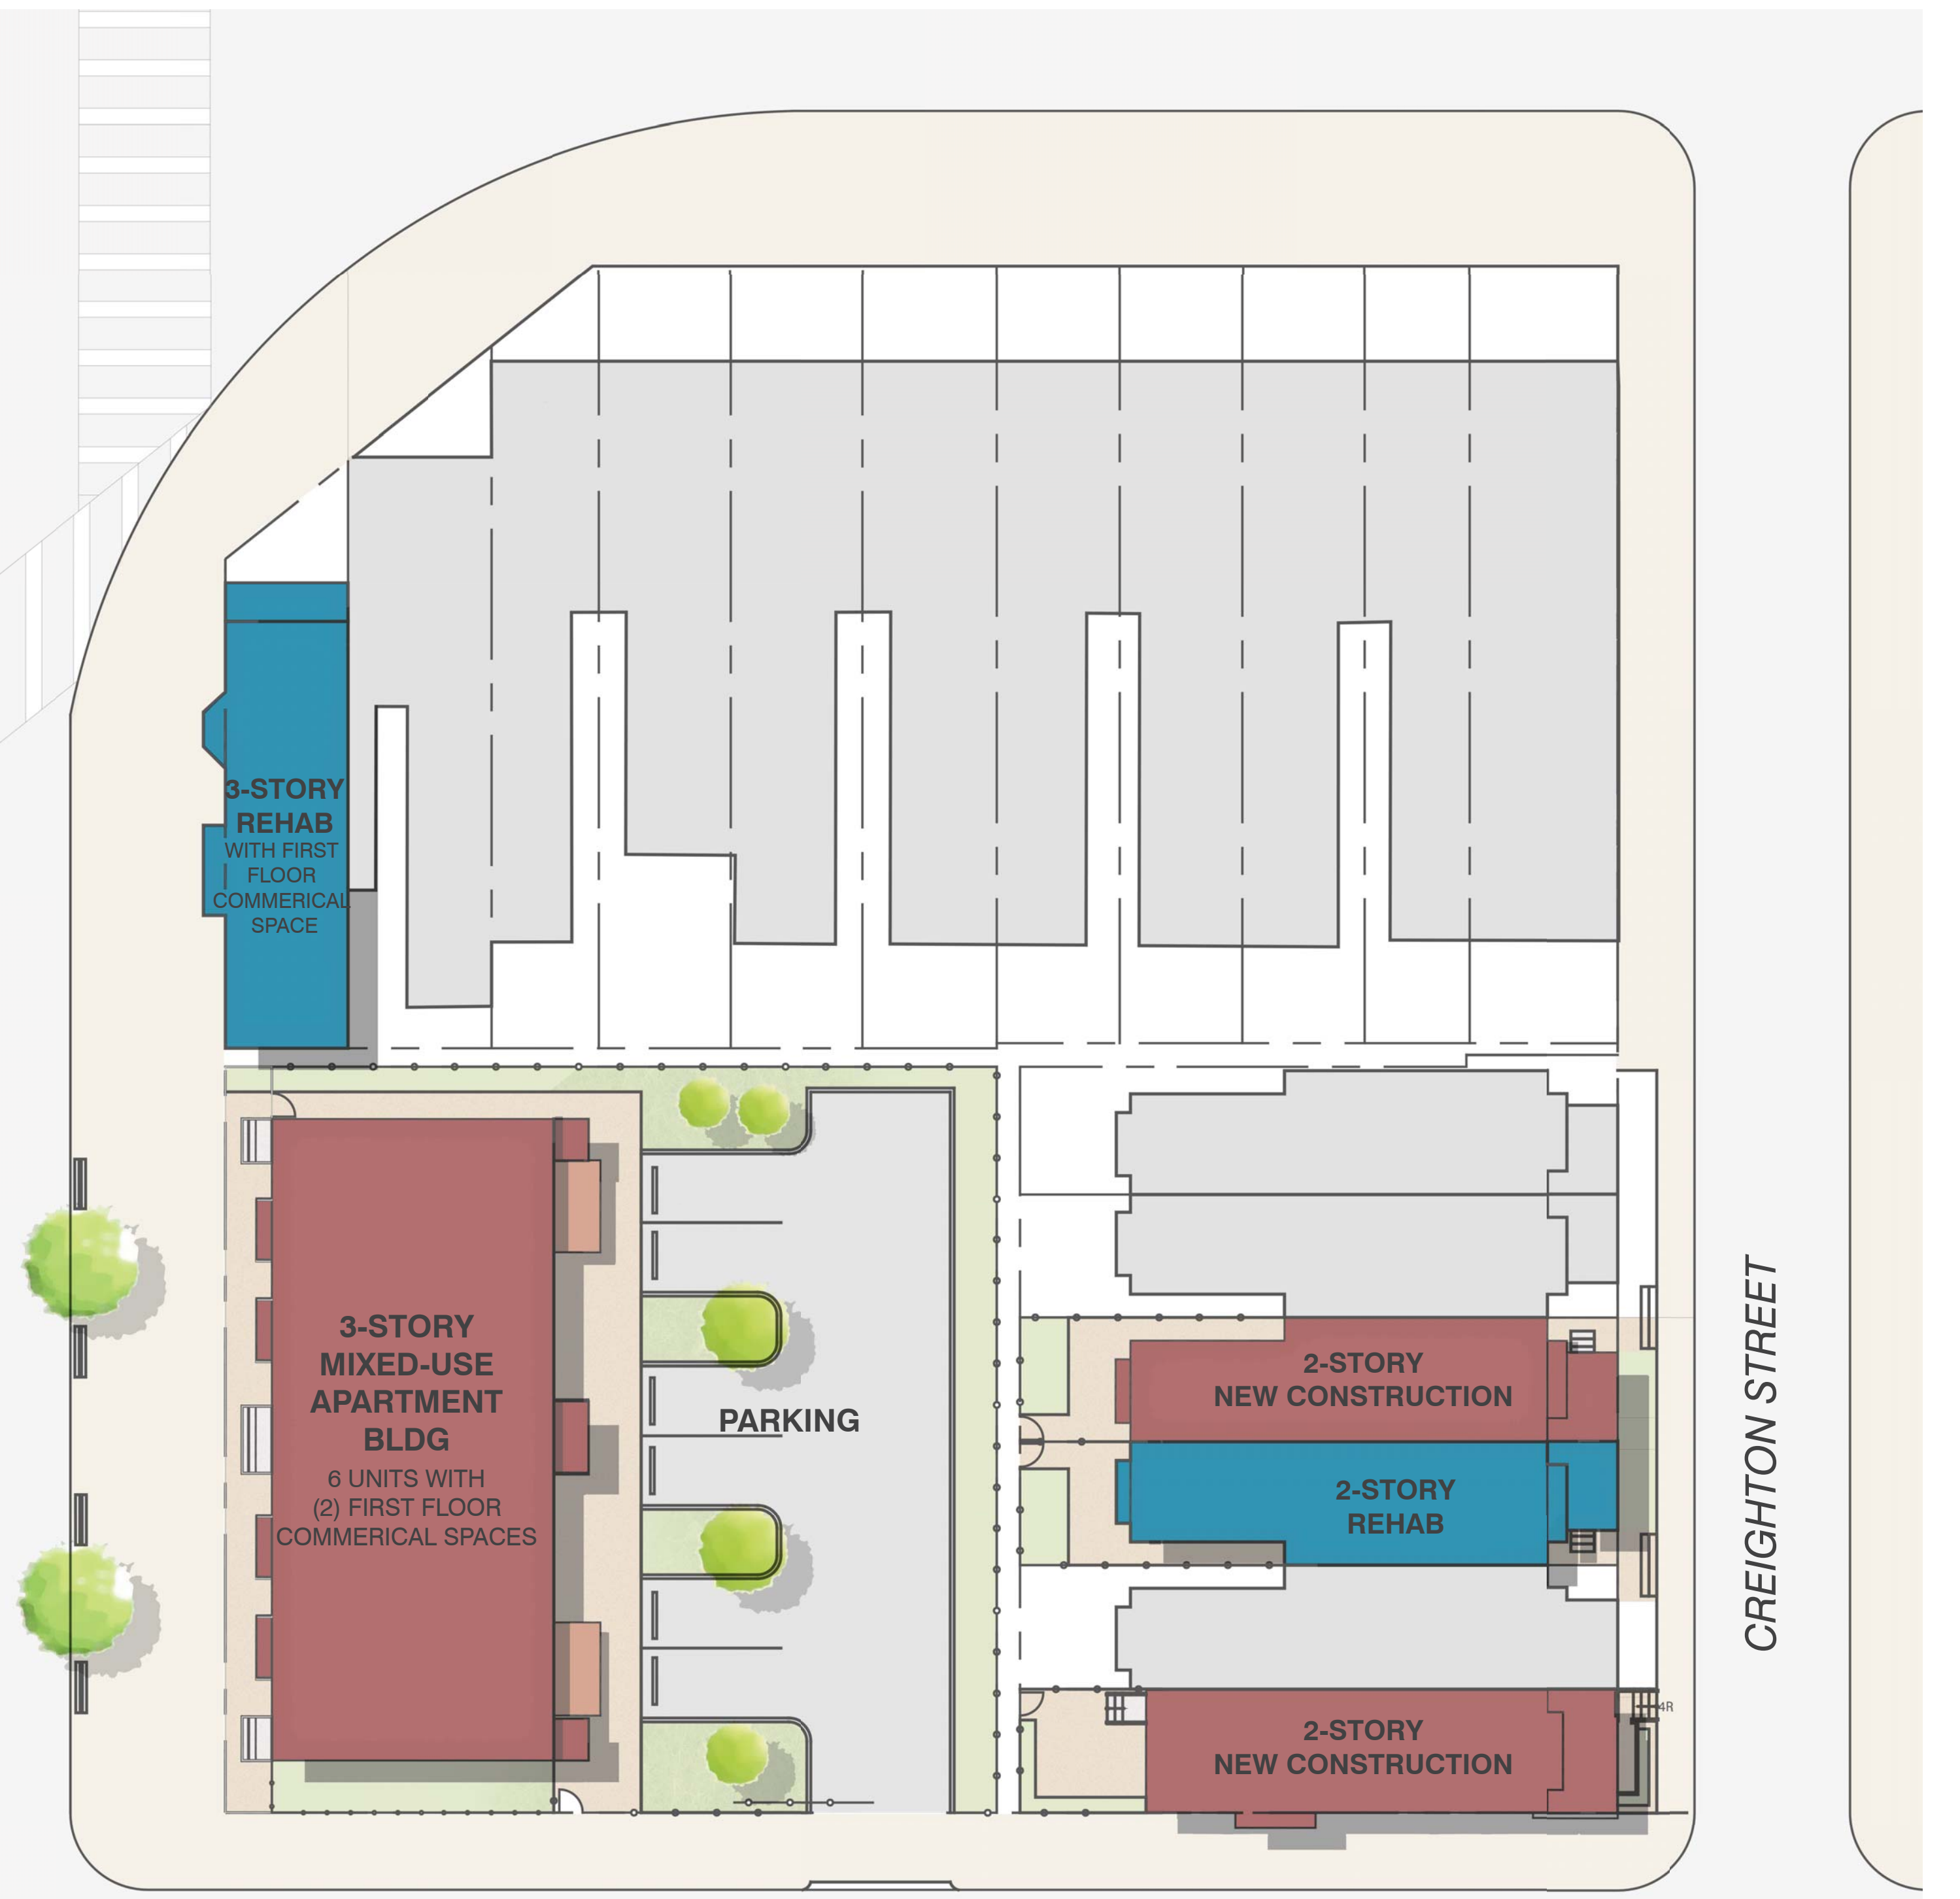 3-STORY
REHAB
WITH FIRST
FLOOR
COMMERICAL
SPACE
3-STORY
MIXED-USE
APARTMENT
BLDG
6 UNITS WITH
(2) FIRST FLOOR
COMMERICAL SPACES
PARKING
2-STORY
NEW CONSTRUCTION
2-STORY
REHAB
2-STORY
NEW CONSTRUCTION
4R
CREIGHTON STREET